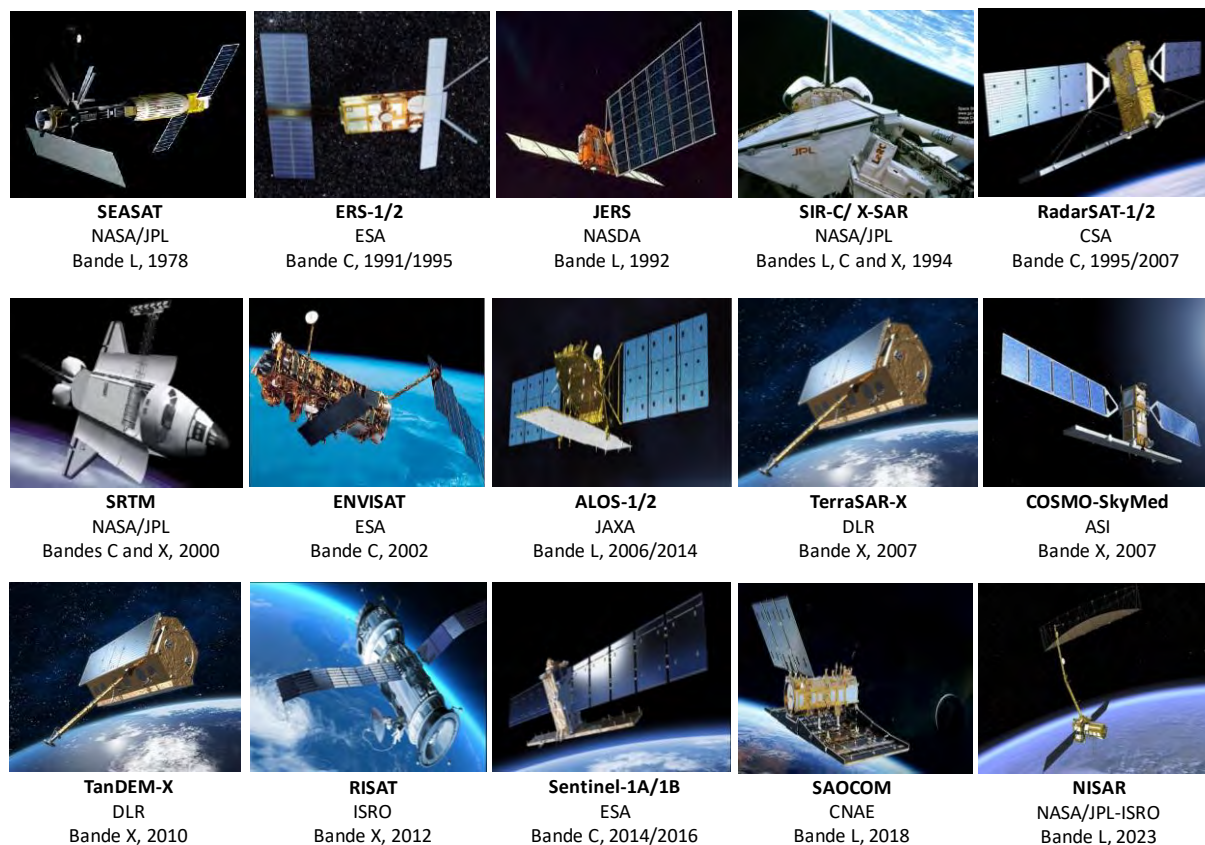 JPL
SEASAT
NASA/JPL
Bande L, 1978
ERS-1/2
ESA
Bande C, 1991/1995
JERS
NASDA
Bande L, 1992
SIR-C/ X-SAR
NASA/JPL
Bandes L, C and X, 1994
RadarSAT-1/2
CSA
Bande C, 1995/2007
SRTM
NASA/JPL
Bandes C and X, 2000
ENVISAT
ESA
Bande C, 2002
ALOS-1/2
JAXA
Bande L, 2006/2014
TerraSAR-X
DLR
Bande X, 2007
COSMO-SkyMed
ASI
Bande X, 2007
TanDEM-X
DLR
Bande X, 2010
RISAT
ISRO
Bande X, 2012
Sentinel-1A/1B
ESA
Bande C, 2014/2016
SAOCOM
CNAE
Bande L, 2018
NISAR
NASA/JPL-ISRO
Bande L, 2023